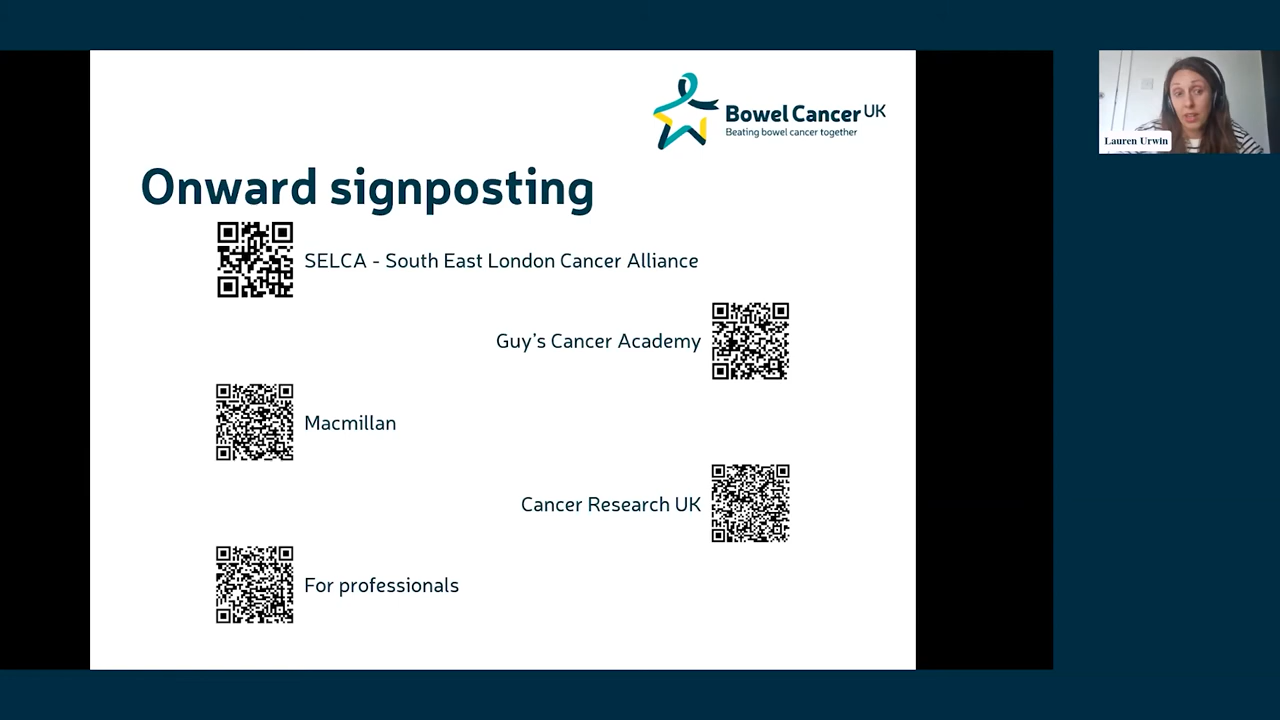 Bowel Cancer UK
Beating bowel cancer together
Lauren Urwin
Onward signposting
SELCA - South East London Cancer Alliance
Guy's Cancer Academy
Macmillan
Cancer Research UK
For professionals